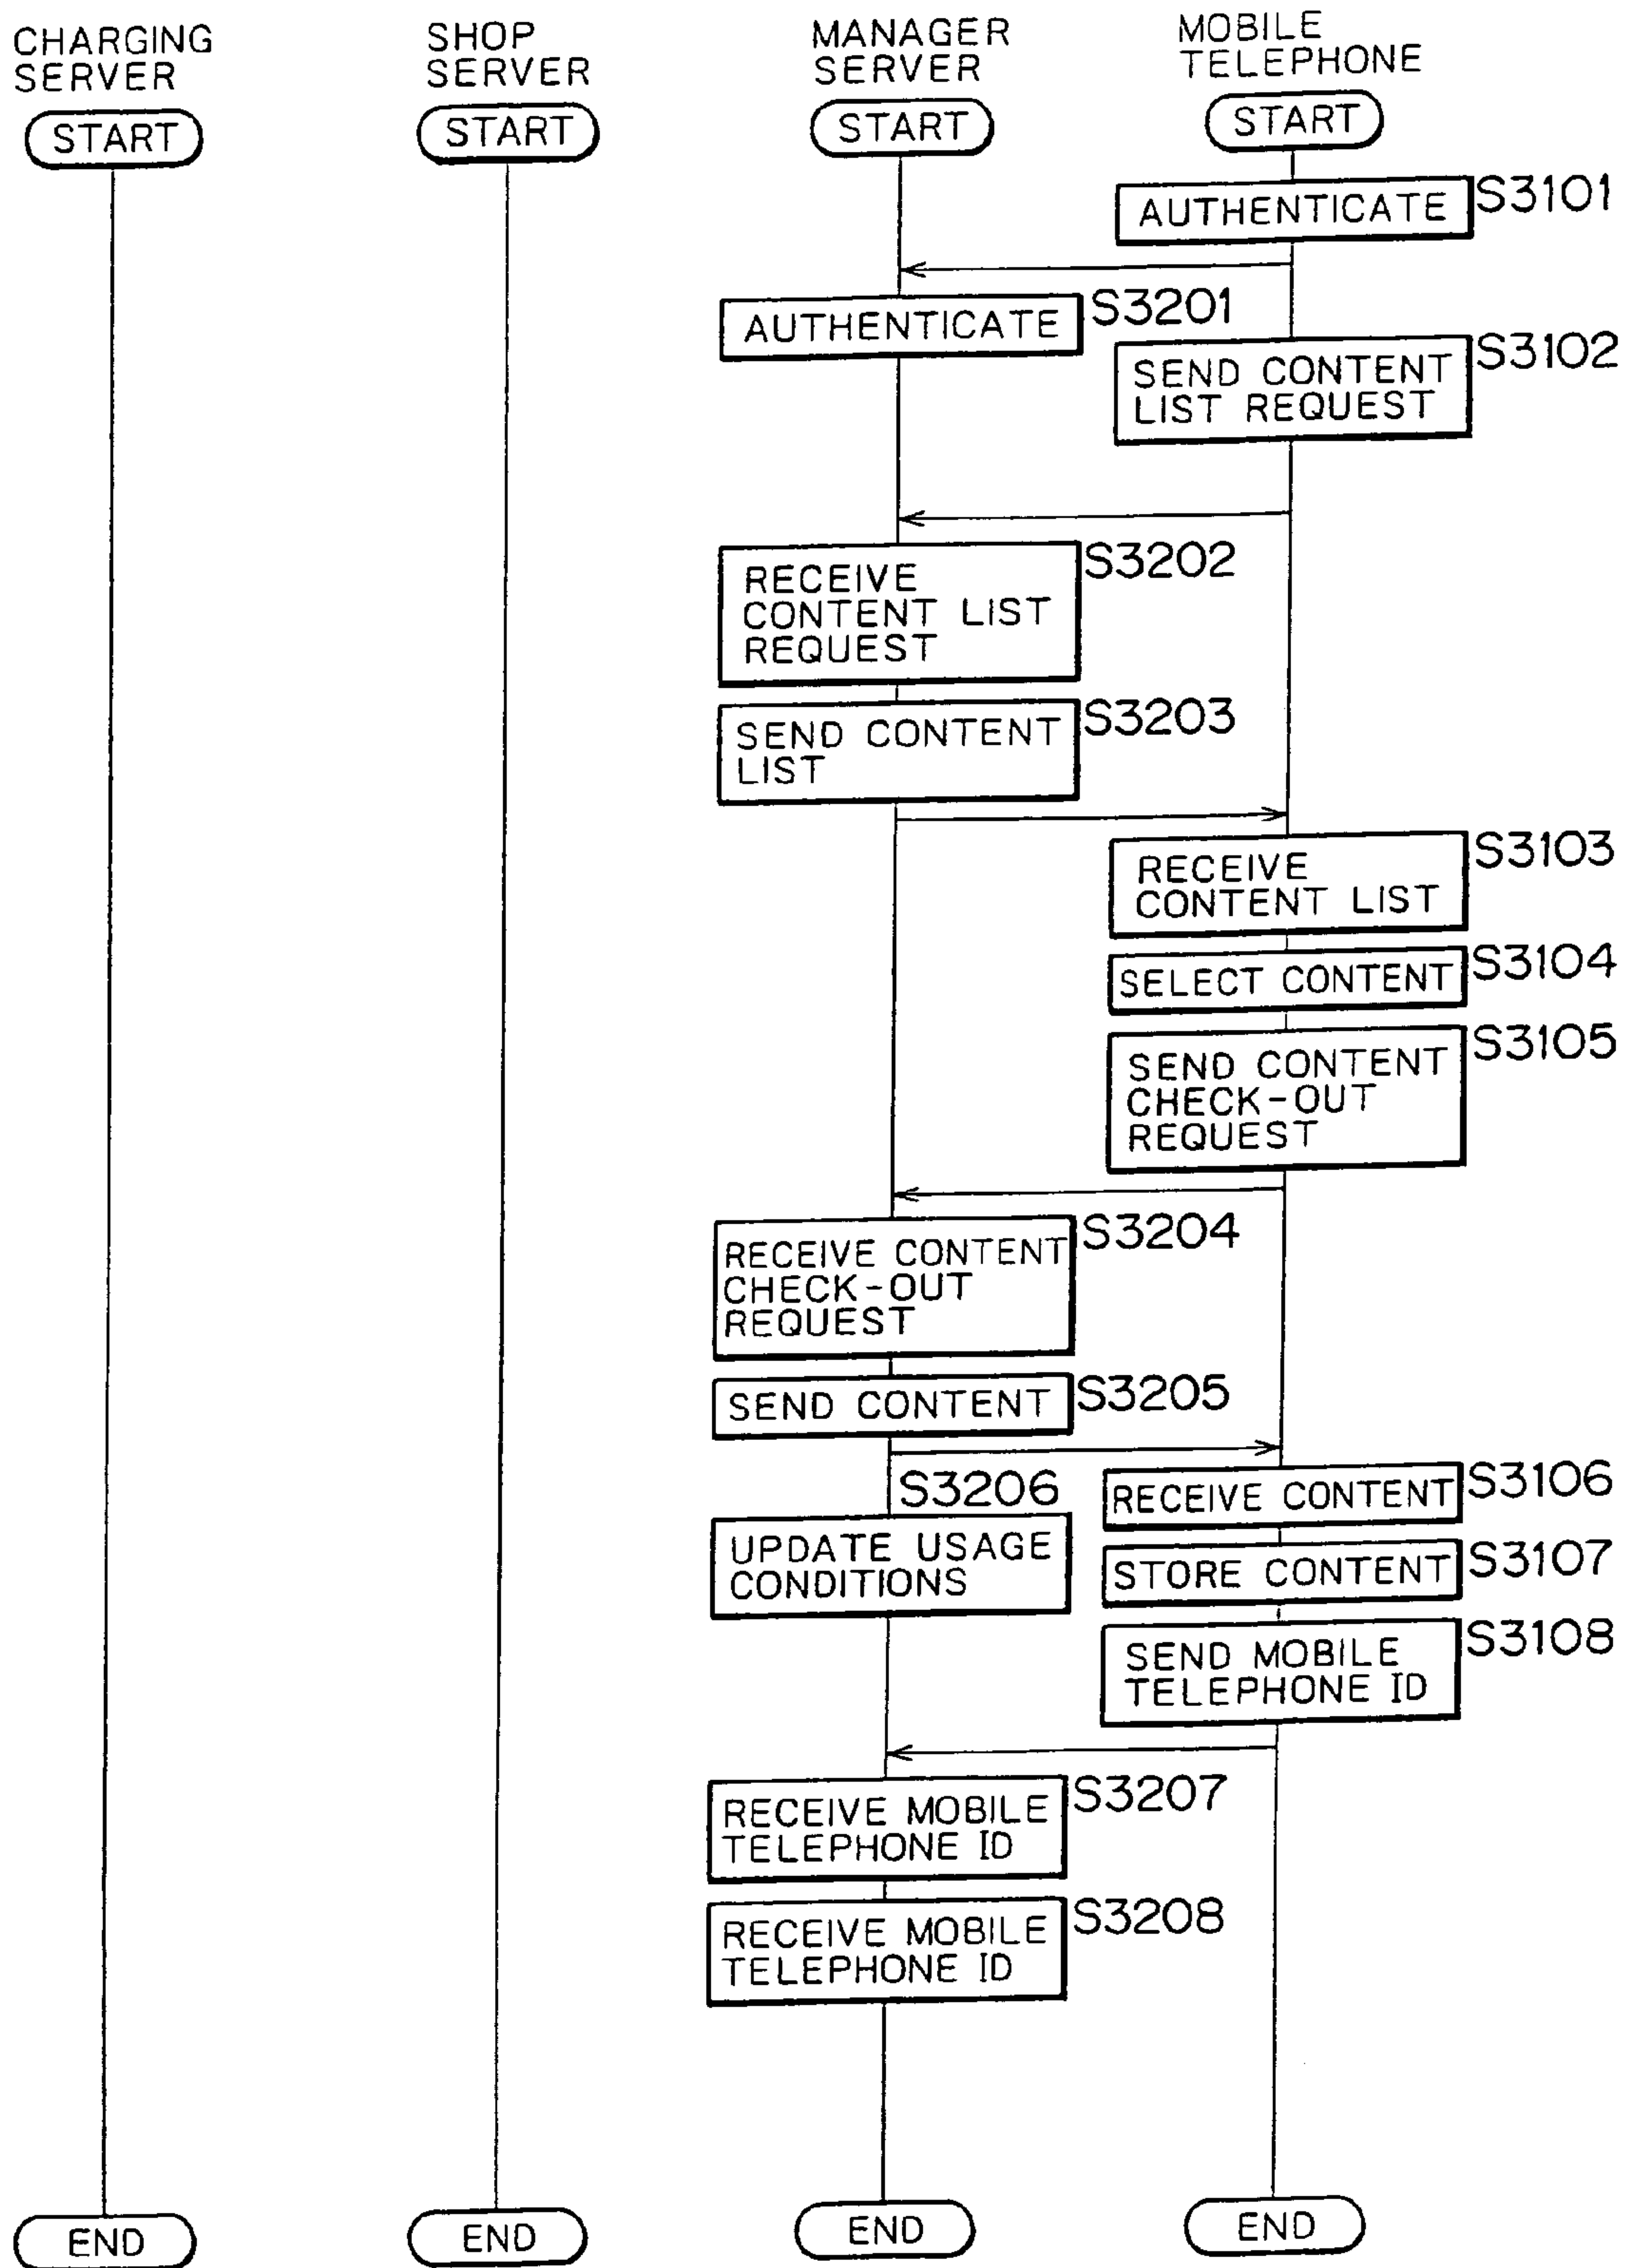 CHARGING
SERVER
SHOP
SERVER
MANAGER
SERVER
MOBILE
TELEPHONE
START
START
START
START
AUTHENTICATE
S3101
AUTHENTICATE
S3201
SEND CONTENT
LIST REQUEST
S3102
RECEIVE
CONTENT LIST
REQUEST
S3202
SEND CONTENT
LIST
S3203
RECEIVE
CONTENT LIST
S3103
SELECT CONTENT
S3104
SEND CONTENT
CHECK-OUT
REQUEST
S3105
RECEIVE CONTENT
CHECK-OUT
REQUEST
S3204
SEND CONTENT
S3205
S3206
UPDATE USAGE
CONDITIONS
RECEIVE CONTENT
S3106
STORE CONTENT
S3107
SEND MOBILE
TELEPHONE ID
S3108
RECEIVE MOBILE
TELEPHONE ID
S3207
RECEIVE MOBILE
TELEPHONE ID
S3208
END
END
END
END